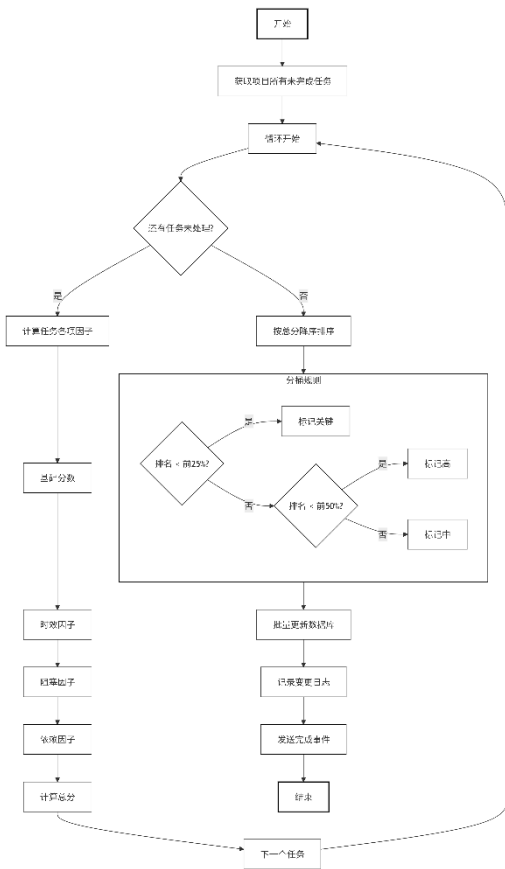 开始
获取项目所有未完成任务
循环开始
还有任务未处理?
是
否
计算任务各项因子
按总分降序排序
分桶规则
是
标记关键
排名 < 前25%?
是
标记高
基础分数
否
排名 < 前50%?
否
标记中
时效因子
批量更新数据库
阻塞因子
记录变更日志
依赖因子
发送完成事件
计算总分
结束
下一个任务